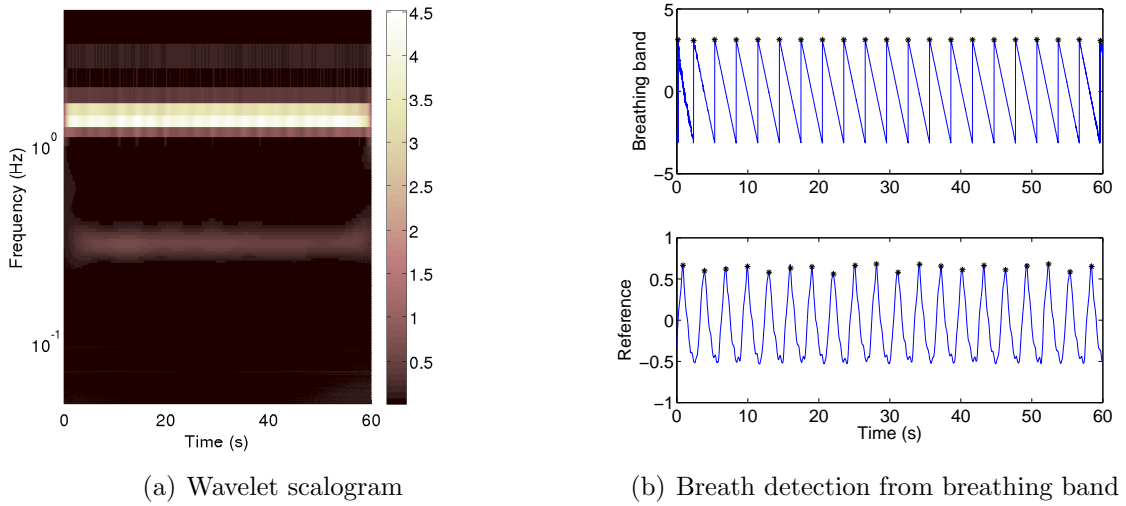 4.5
4
3.5
3
2.5
2
1.5
1
0.5
10^0
10^-1
Frequency (Hz)
0 20 40 60
Time (s)
(a) Wavelet scalogram
5
0
−5
Breathing band
0 10 20 30 40 50 60
1
0.5
0
−0.5
−1
Reference
0 10 20 30 40 50 60
Time (s)
(b) Breath detection from breathing band